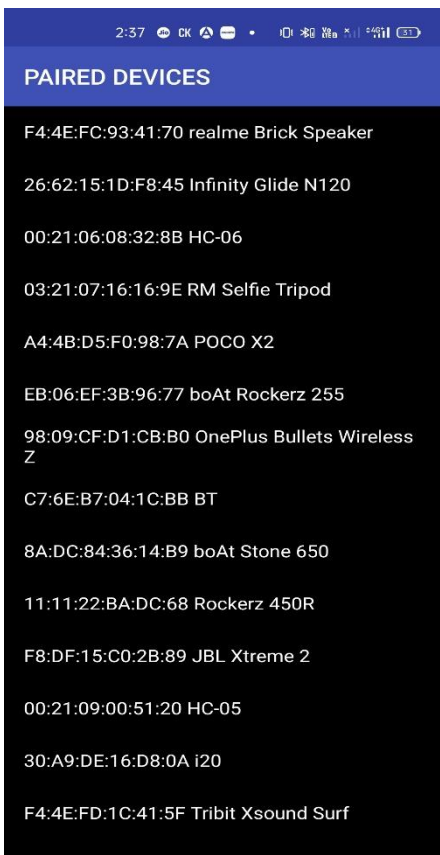 2:37 Jio CK 31
PAIRED DEVICES
F4:4E:FC:93:41:70 realme Brick Speaker
26:62:15:1D:F8:45 Infinity Glide N120
00:21:06:08:32:8B HC-06
03:21:07:16:16:9E RM Selfie Tripod
A4:4B:D5:F0:98:7A POCO X2
EB:06:EF:3B:96:77 boAt Rockerz 255
98:09:CF:D1:CB:B0 OnePlus Bullets Wireless
Z
C7:6E:B7:04:1C:BB BT
8A:DC:84:36:14:B9 boAt Stone 650
11:11:22:BA:DC:68 Rockerz 450R
F8:DF:15:C0:2B:89 JBL Xtreme 2
00:21:09:00:51:20 HC-05
30:A9:DE:16:D8:0A i20
F4:4E:FD:1C:41:5F Tribit Xsound Surf